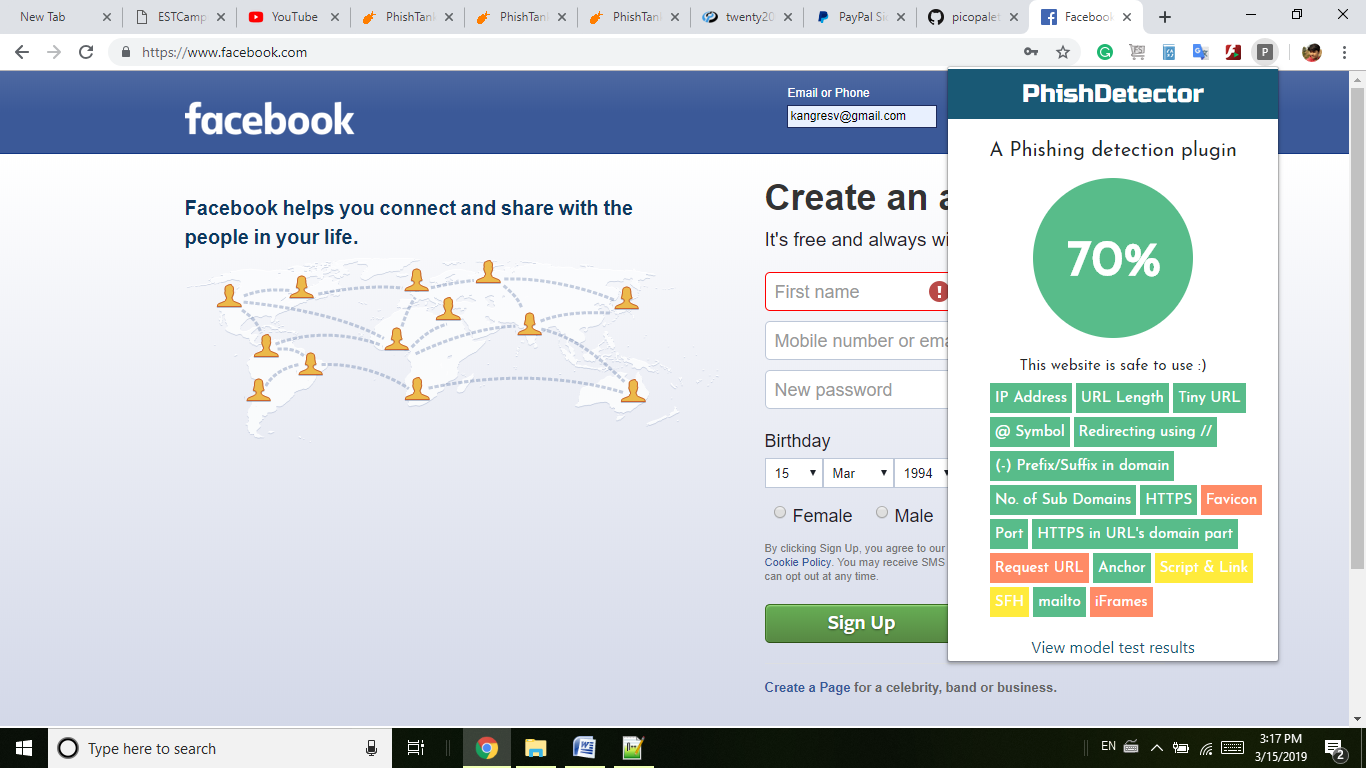 New Tab
ESTCamp
YouTube
PhishTan
PhishTan
PhishTan
twenty20
PayPal Si
picopalet
Facebook
https://www.facebook.com
P
facebook
Email or Phone
kangresv@gmail.com
Facebook helps you connect and share with the
people in your life.
Create an a
It's free and always wi
First name
Mobile number or ema
New password
Birthday
15 Mar 1994
Female Male
By clicking Sign Up, you agree to our
Cookie Policy. You may receive SMS
can opt out at any time.
Sign Up
Create a Page for a celebrity, band or business.
PhishDetector
A Phishing detection plugin
70%
This website is safe to use :)
IP Address URL Length Tiny URL
@ Symbol Redirecting using //
(-) Prefix/Suffix in domain
No. of Sub Domains HTTPS Favicon
Port HTTPS in URL's domain part
Request URL Anchor Script & Link
SFH mailto iFrames
View model test results
Type here to search
EN
3:17 PM
3/15/2019
2